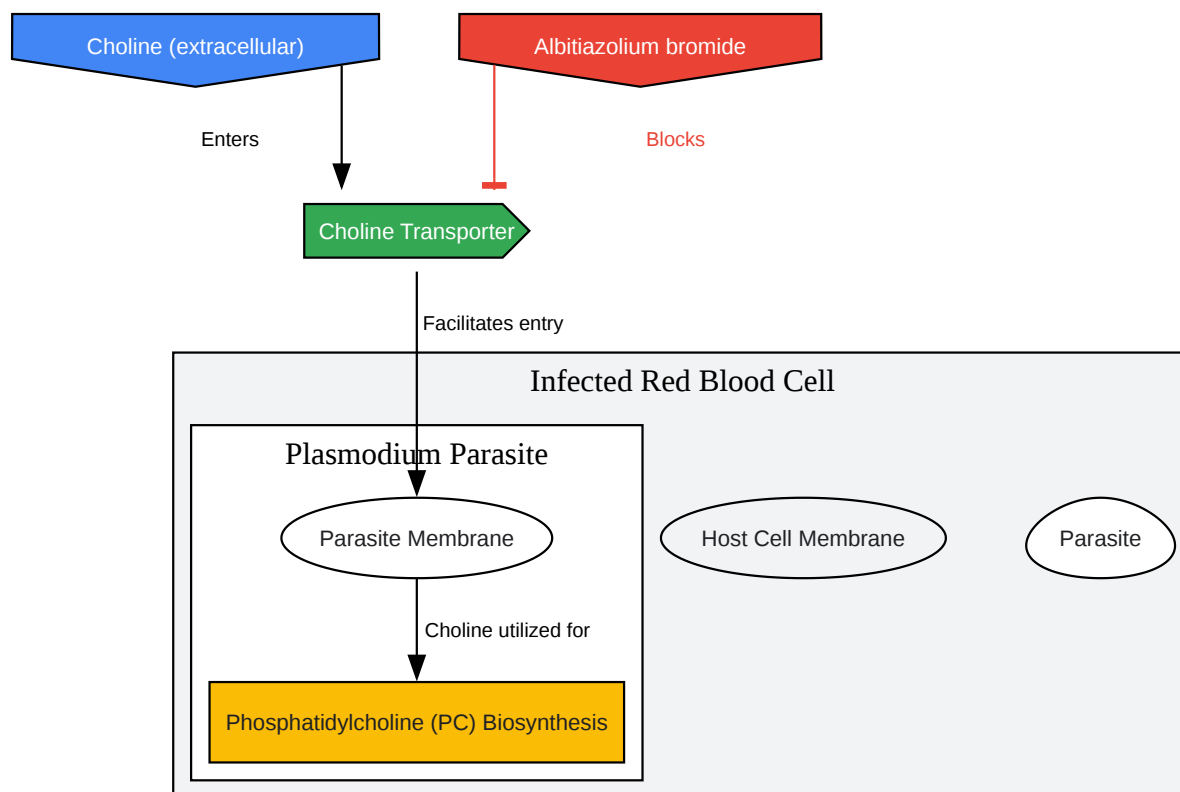 Choline (extracellular)
Albitiazolium bromide
Enters
Blocks
Choline Transporter
Facilitates entry
Infected Red Blood Cell
Plasmodium Parasite
Parasite Membrane
Host Cell Membrane
Parasite
Choline utilized for
Phosphatidylcholine (PC) Biosynthesis